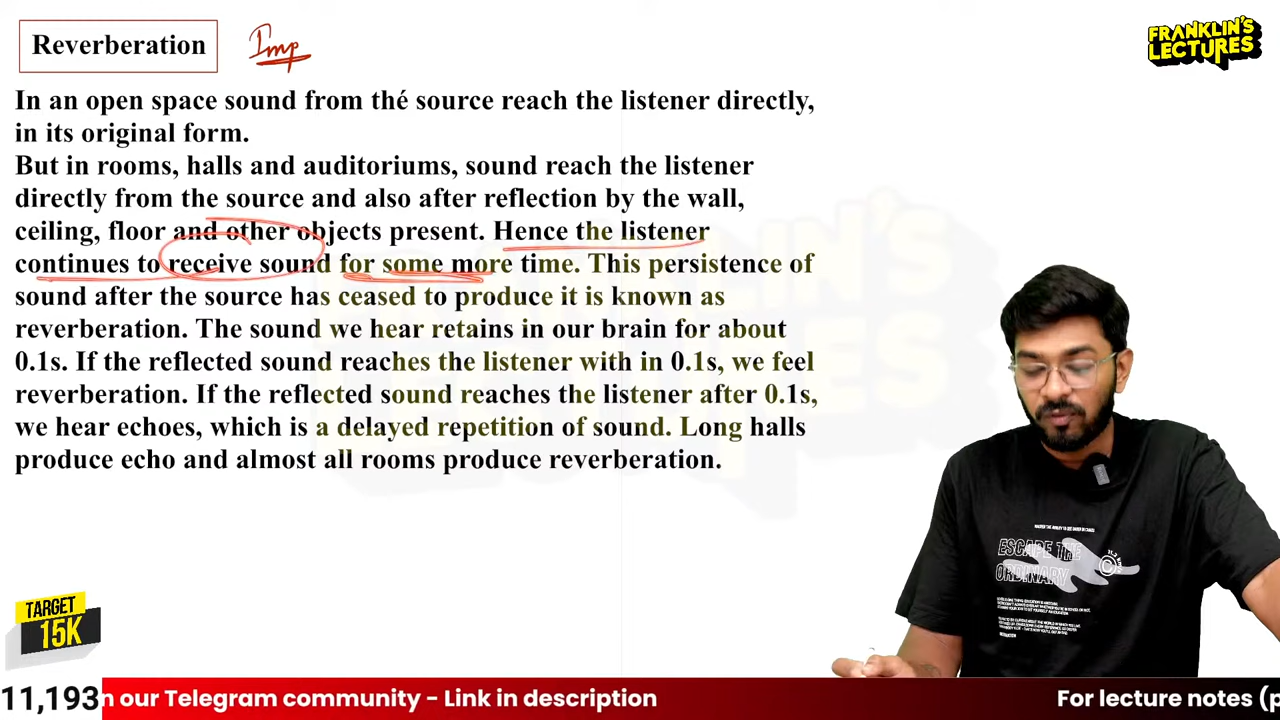 Reverberation
Imp
FRANKLIN'S
LECTURES
In an open space sound from thé source reach the listener directly,
in its original form.
But in rooms, halls and auditoriums, sound reach the listener
directly from the source and also after reflection by the wall,
ceiling, floor and other objects present. Hence the listener
continues to receive sound for some more time. This persistence of
sound after the source has ceased to produce it is known as
reverberation. The sound we hear retains in our brain for about
0.1s. If the reflected sound reaches the listener with in 0.1s, we feel
reverberation. If the reflected sound reaches the listener after 0.1s,
we hear echoes, which is a delayed repetition of sound. Long halls
produce echo and almost all rooms produce reverberation.
FRANKLIN'S
LECTURES
ESCAPE THE
ORDINARY
TARGET
15K
11,193
n our Telegram community - Link in description
For lecture notes (p